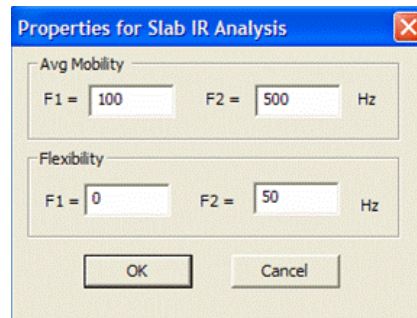 Properties for Slab IR Analysis
Avg Mobility
F1 = 100 F2 = 500 Hz
Flexibility
F1 = 0 F2 = 50 Hz
OK Cancel